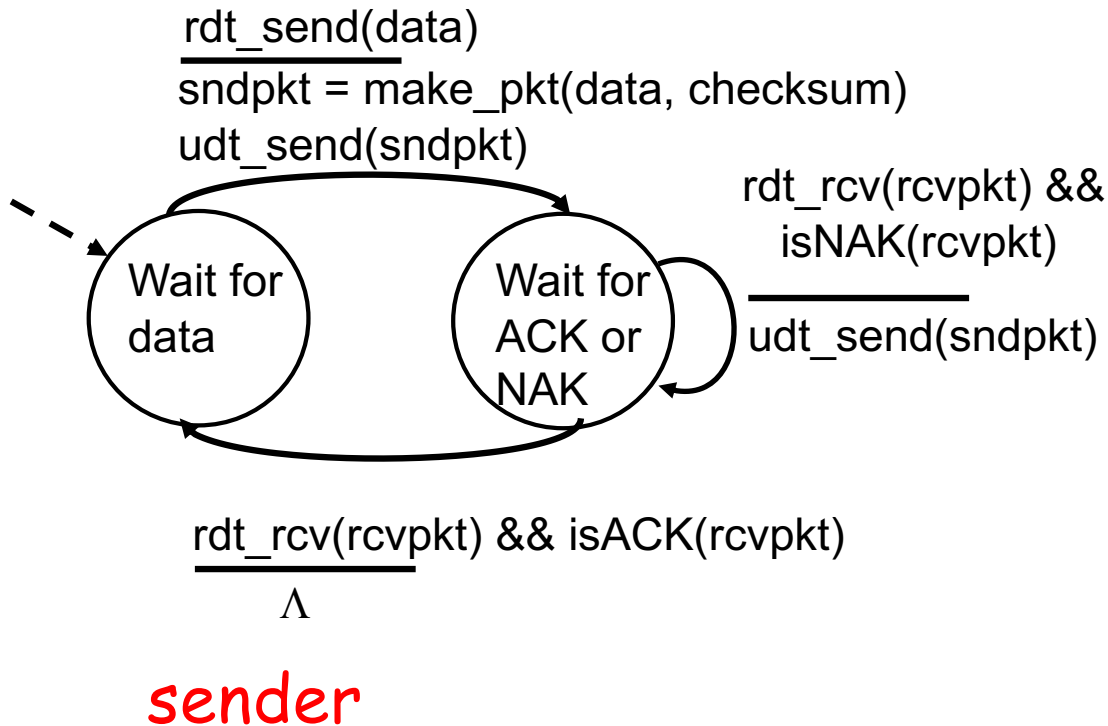 rdt_send(data)
sndpkt = make_pkt(data, checksum)
udt_send(sndpkt)
rdt_rcv(rcvpkt) &&
isNAK(rcvpkt)
udt_send(sndpkt)
Wait for
data
Wait for
ACK or
NAK
rdt_rcv(rcvpkt) && isACK(rcvpkt)
Λ
sender